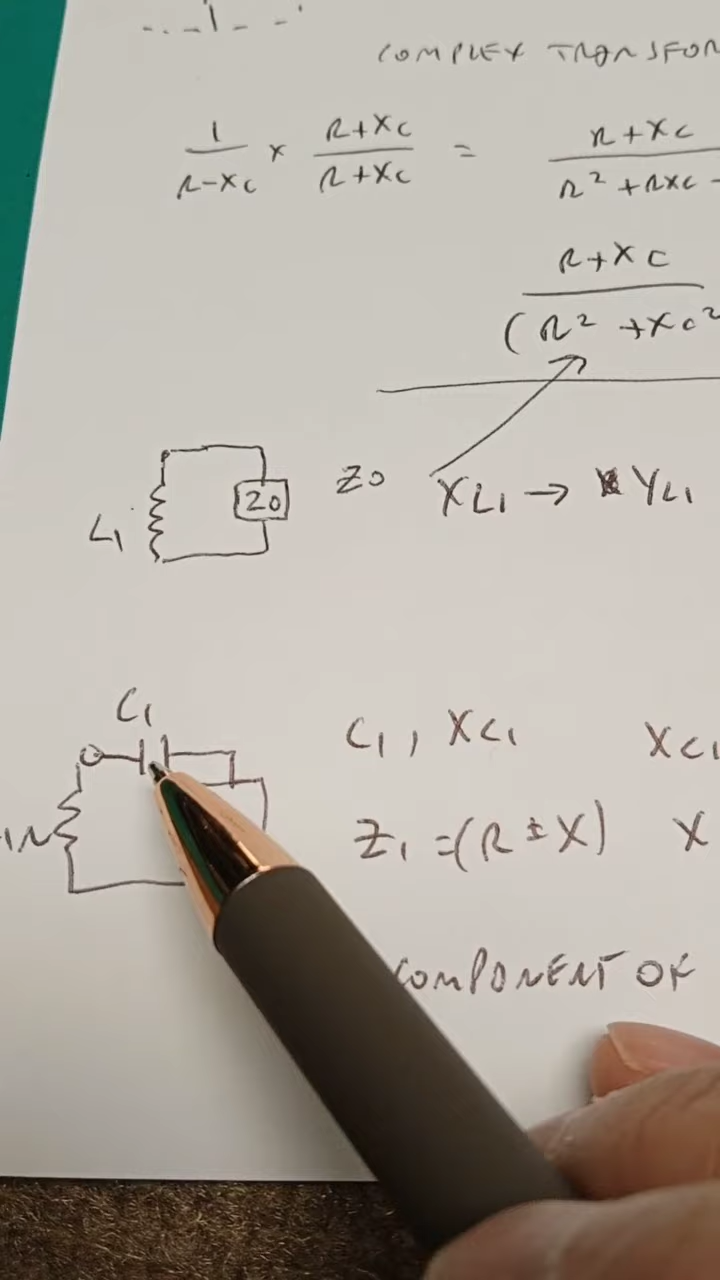 COMPLEX TRANSFOR
1/R-XC × R+XC/R+XC = R+XC/R² + RXC -
R+XC/(R² + XC²
L1 Z0 Z0 XL1 → YL1
C1
C1, XC1 XC1
Z1 = (R ± X) X
COMPONENT OF